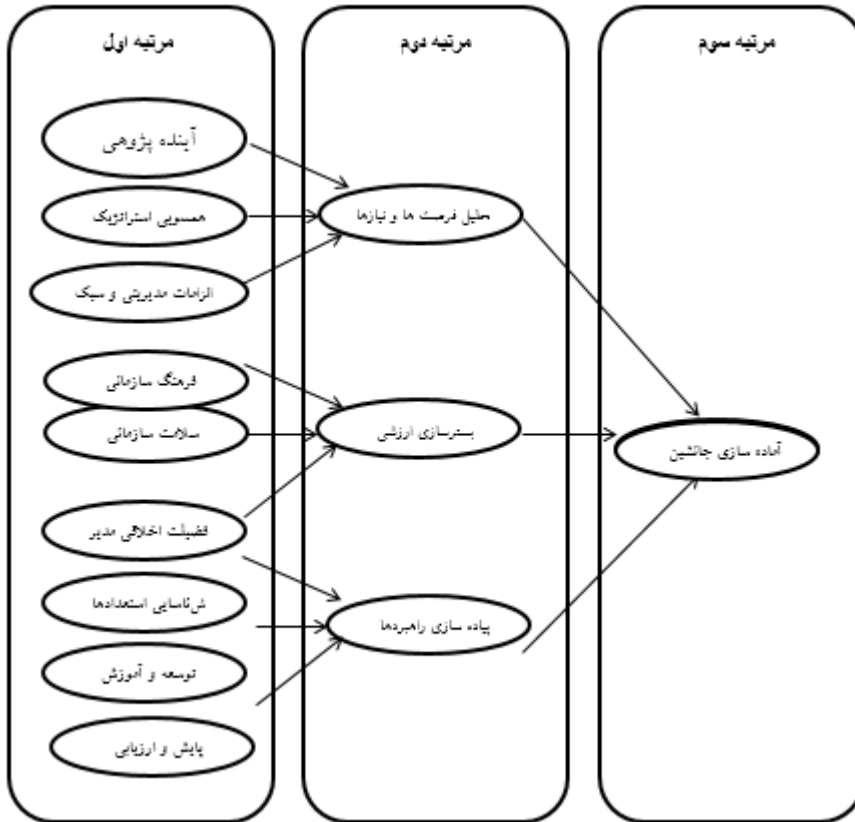 مرتبه اول
آینده پژوهی
همسویی استراتژیک
الزامات مدیریتی و سبک
فرهنگ سازمانی
سلامت سازمانی
فضیلت اخلاقی مدیر
ش‌ناسایی استعدادها
توسعه و آموزش
پایش و ارزیابی
مرتبه دوم
تحلیل فرصت ها و نیازها
بسترسازی ارزشی
پیاده سازی راهبردها
مرتبه سوم
آماده سازی جانشین